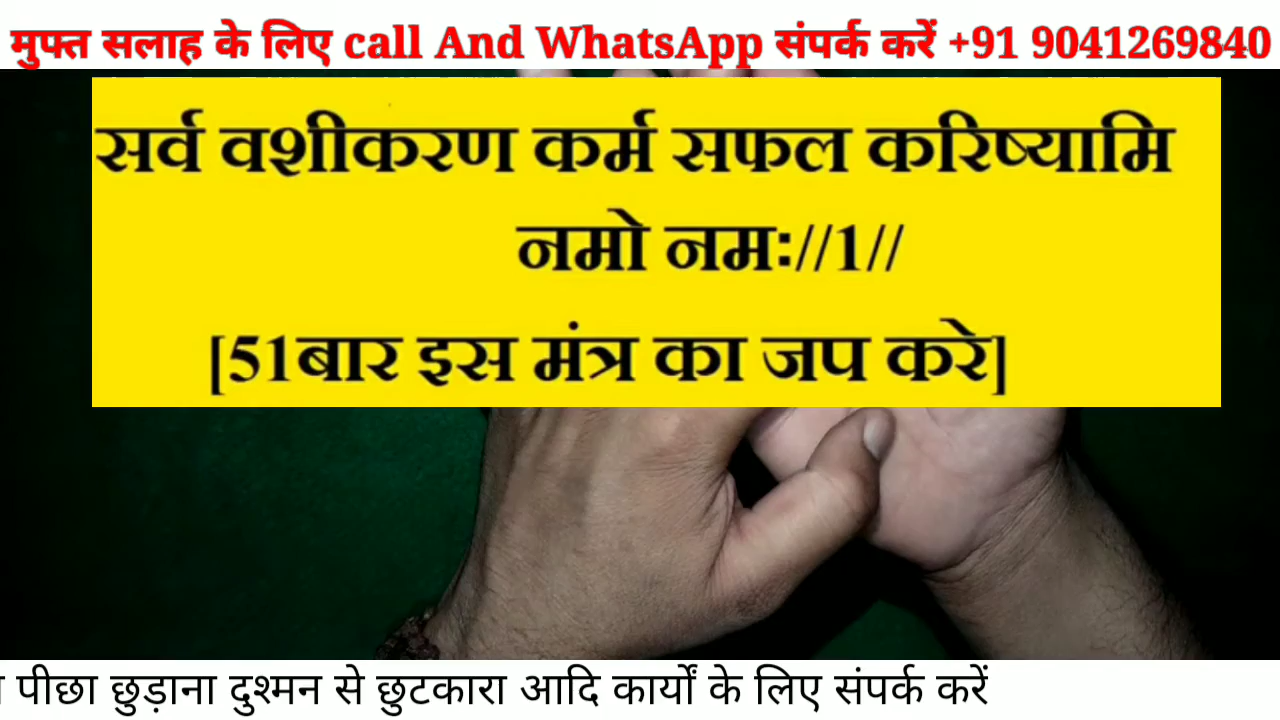 मुफ्त सलाह के लिए call And WhatsApp संपर्क करें +91 9041269840
सर्व वशीकरण कर्म सफल करिष्यामि
नमो नमः//1//
[51बार इस मंत्र का जप करे]
पीछा छुड़ाना दुश्मन से छुटकारा आदि कार्यों के लिए संपर्क करें